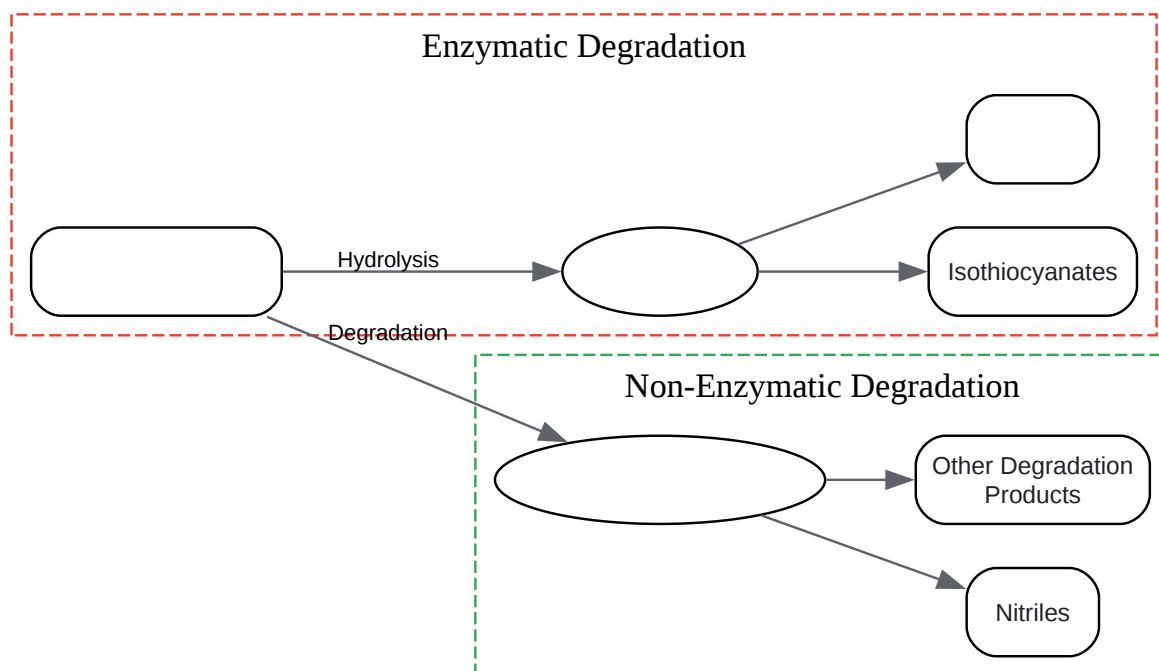 Enzymatic Degradation
Hydrolysis
Isothiocyanates
Degradation
Non-Enzymatic Degradation
Other Degradation
Products
Nitriles